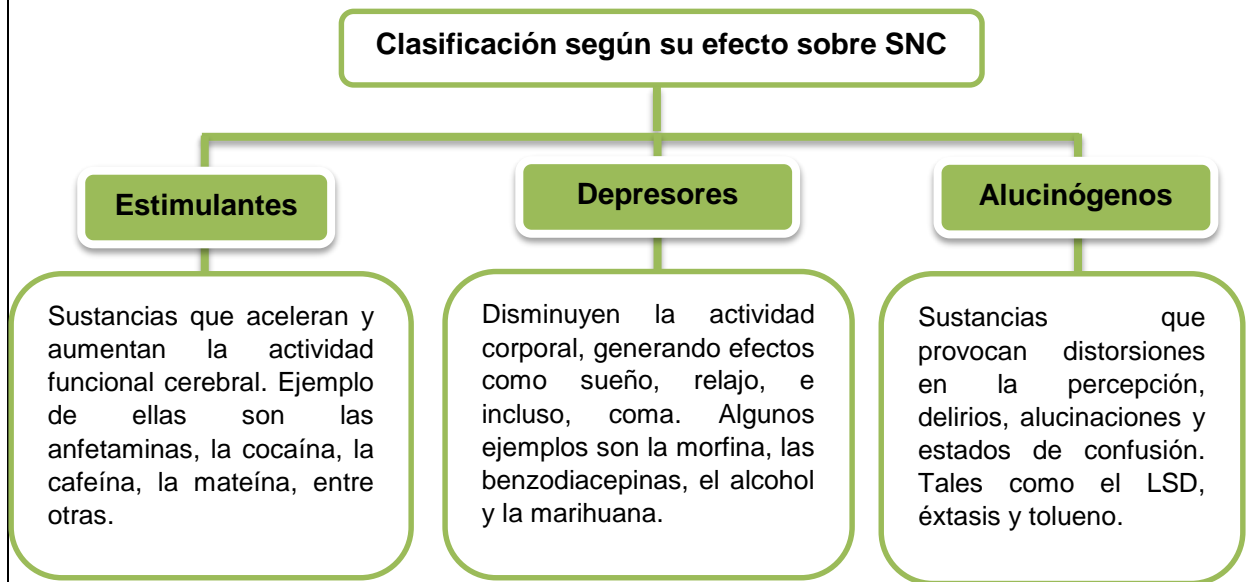 Clasificación según su efecto sobre SNC
Estimulantes
Sustancias que aceleran y
aumentan la actividad
funcional cerebral. Ejemplo
de ellas son las
anfetaminas, la cocaína, la
cafeína, la mateína, entre
otras.
Depresores
Disminuyen la actividad
corporal, generando efectos
como sueño, relajo, e
incluso, coma. Algunos
ejemplos son la morfina, las
benzodiacepinas, el alcohol
y la marihuana.
Alucinógenos
Sustancias que
provocan distorsiones
en la percepción,
delirios, alucinaciones y
estados de confusión.
Tales como el LSD,
éxtasis y tolueno.